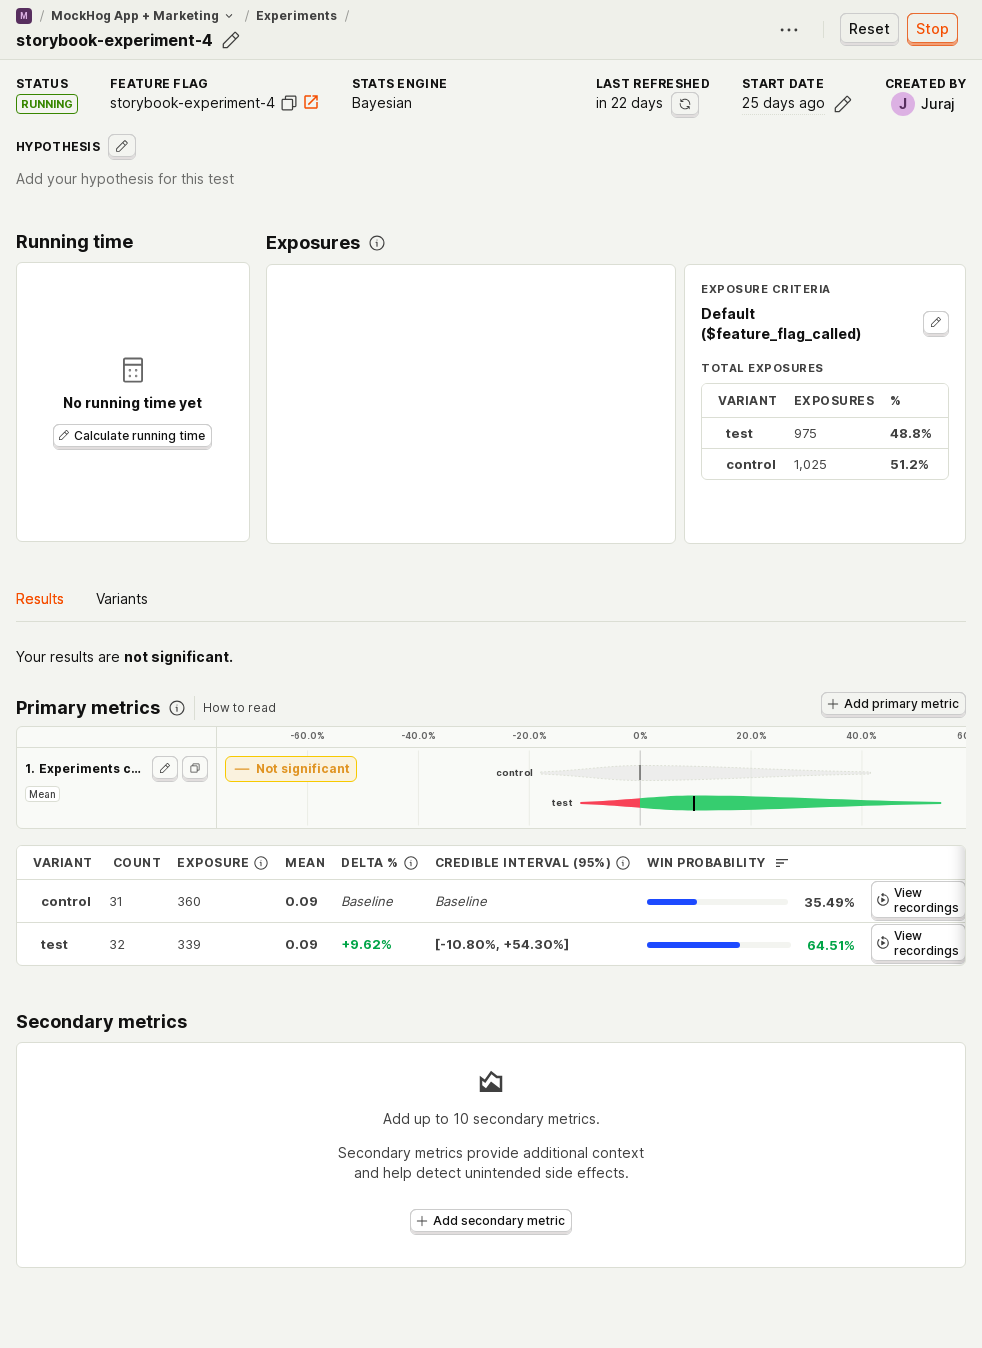 M / MockHog App + Marketing / Experiments /
storybook-experiment-4
Reset
Stop
STATUS
RUNNING
FEATURE FLAG
storybook-experiment-4
STATS ENGINE
Bayesian
LAST REFRESHED
in 22 days
START DATE
25 days ago
CREATED BY
J Juraj
HYPOTHESIS
Add your hypothesis for this test
Running time
No running time yet
Calculate running time
Exposures
EXPOSURE CRITERIA
Default
($feature_flag_called)
TOTAL EXPOSURES
VARIANT EXPOSURES %
test 975 48.8%
control 1,025 51.2%
Results Variants
Your results are not significant.
Primary metrics How to read
Add primary metric
-60.0% -40.0% -20.0% 0% 20.0% 40.0% 60
1. Experiments c...
Mean
Not significant
control
test
VARIANT COUNT EXPOSURE MEAN DELTA % CREDIBLE INTERVAL (95%) WIN PROBABILITY
control 31 360 0.09 Baseline Baseline 35.49% View
recordings
test 32 339 0.09 +9.62% [-10.80%, +54.30%] 64.51% View
recordings
Secondary metrics
Add up to 10 secondary metrics.
Secondary metrics provide additional context
and help detect unintended side effects.
Add secondary metric